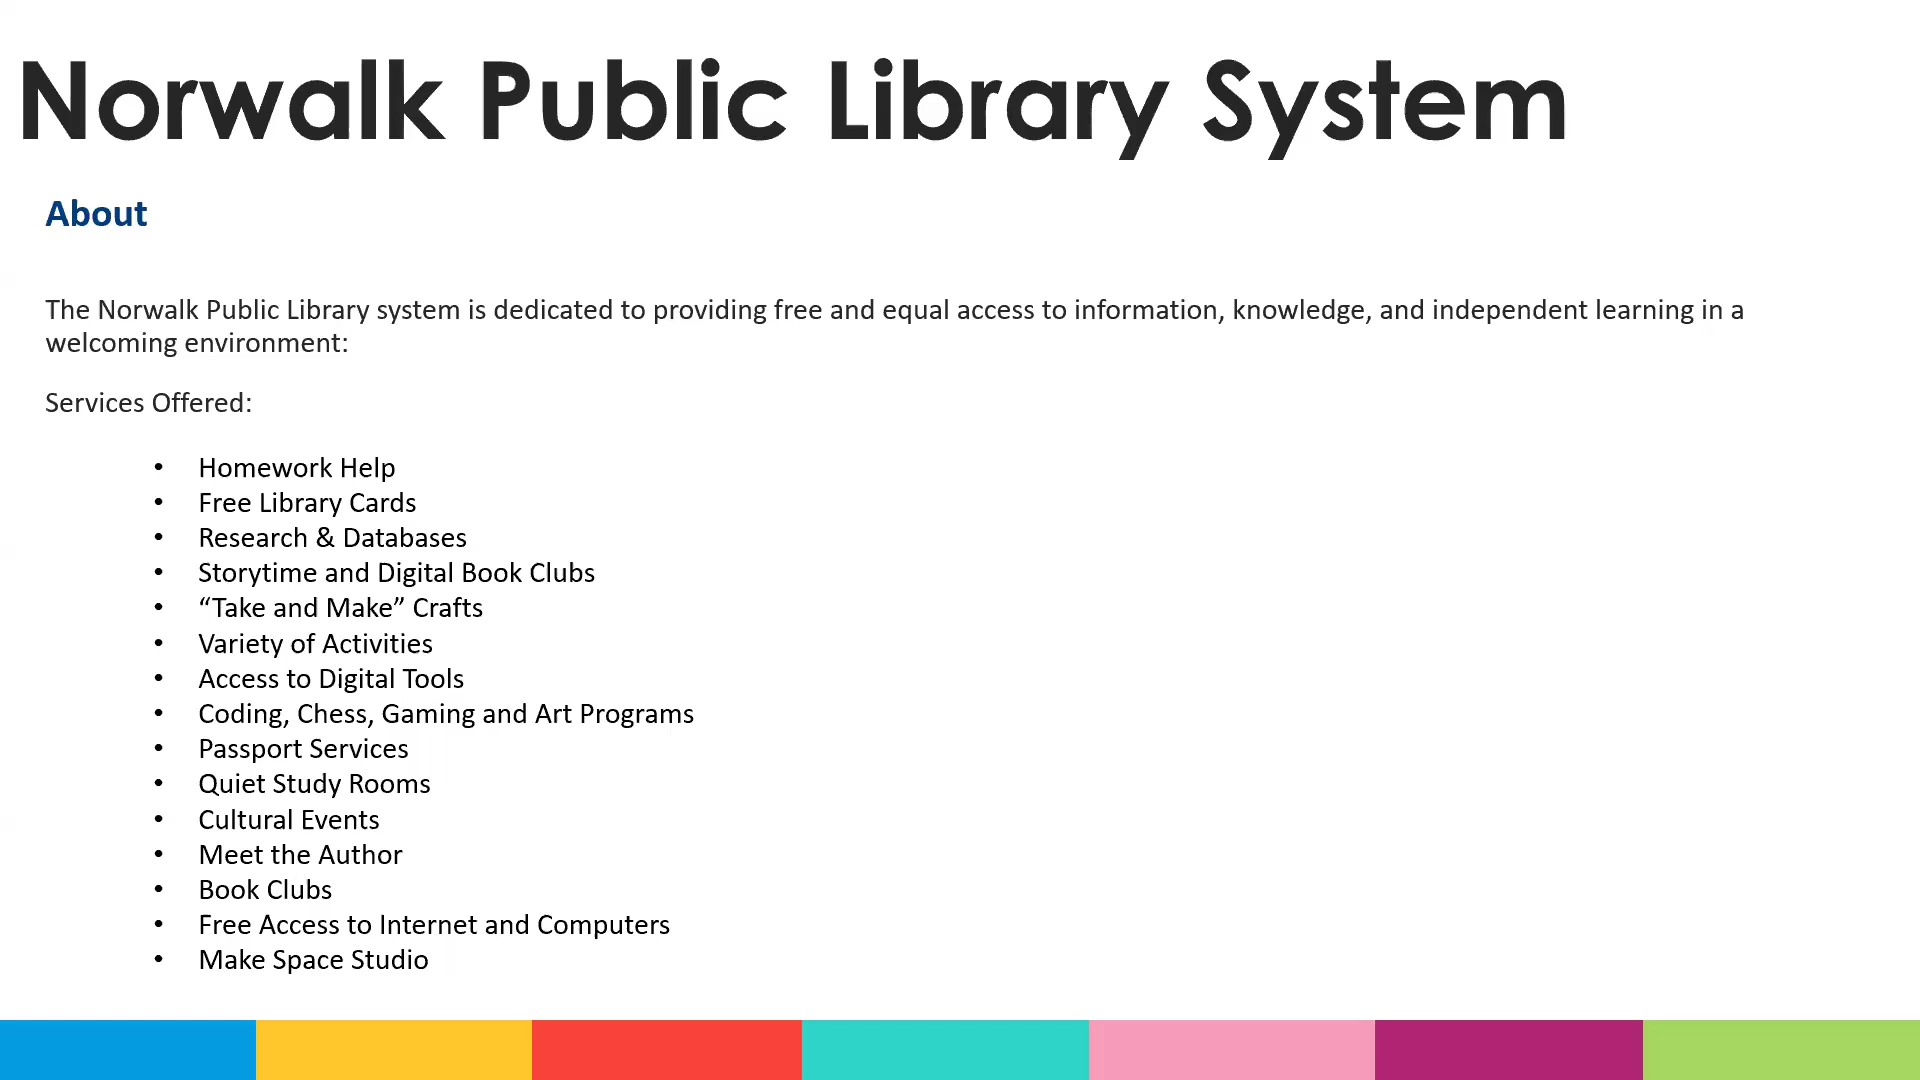 Norwalk Public Library System
About
The Norwalk Public Library system is dedicated to providing free and equal access to information, knowledge, and independent learning in a
welcoming environment:
Services Offered:
• Homework Help
• Free Library Cards
• Research & Databases
• Storytime and Digital Book Clubs
• “Take and Make” Crafts
• Variety of Activities
• Access to Digital Tools
• Coding, Chess, Gaming and Art Programs
• Passport Services
• Quiet Study Rooms
• Cultural Events
• Meet the Author
• Book Clubs
• Free Access to Internet and Computers
• Make Space Studio